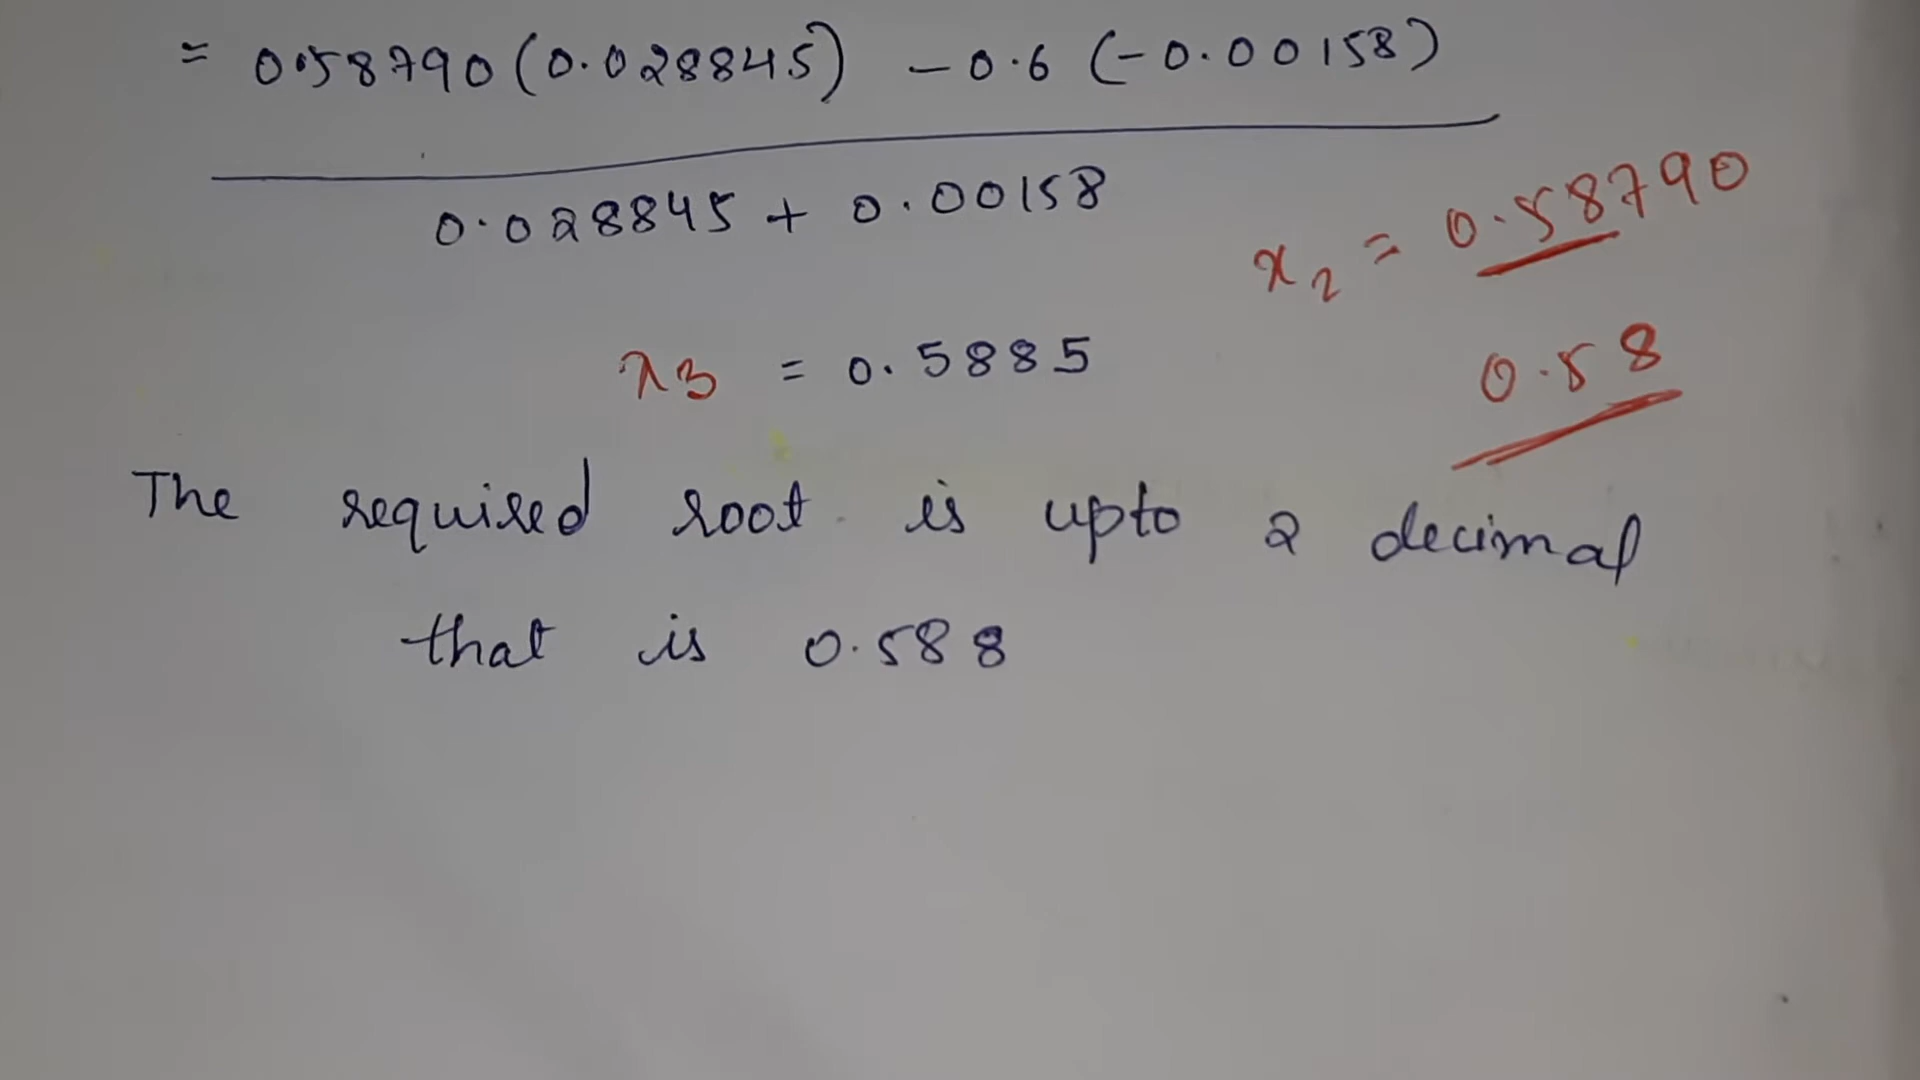 = 0.58790(0.028845) - 0.6 (-0.00158)
0.028845 + 0.00158
x2 = 0.58790
x3 = 0.5885
0.58
The required root is upto 2 decimal
that is 0.588